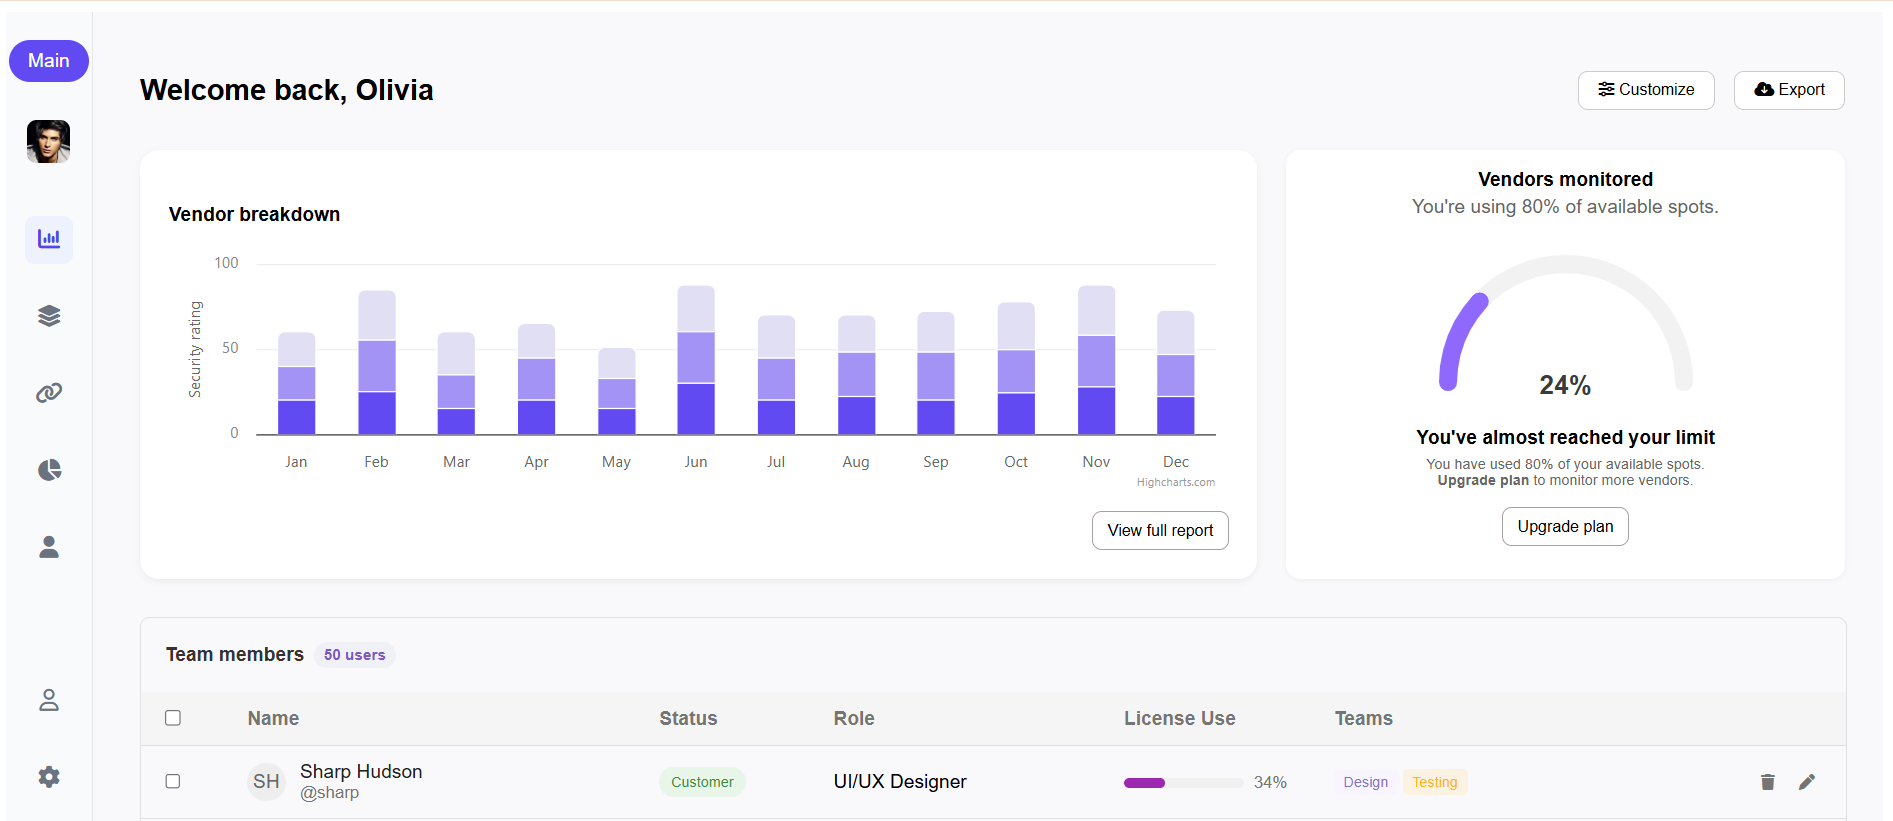 Main
Welcome back, Olivia
Customize
Export
Vendor breakdown
100
50
0
Security rating
Jan Feb Mar Apr May Jun Jul Aug Sep Oct Nov Dec
Highcharts.com
View full report
Vendors monitored
You're using 80% of available spots.
24%
You've almost reached your limit
You have used 80% of your available spots.
Upgrade plan to monitor more vendors.
Upgrade plan
Team members 50 users
Name Status Role License Use Teams
SH Sharp Hudson
@sharp
Customer UI/UX Designer 34% Design Testing